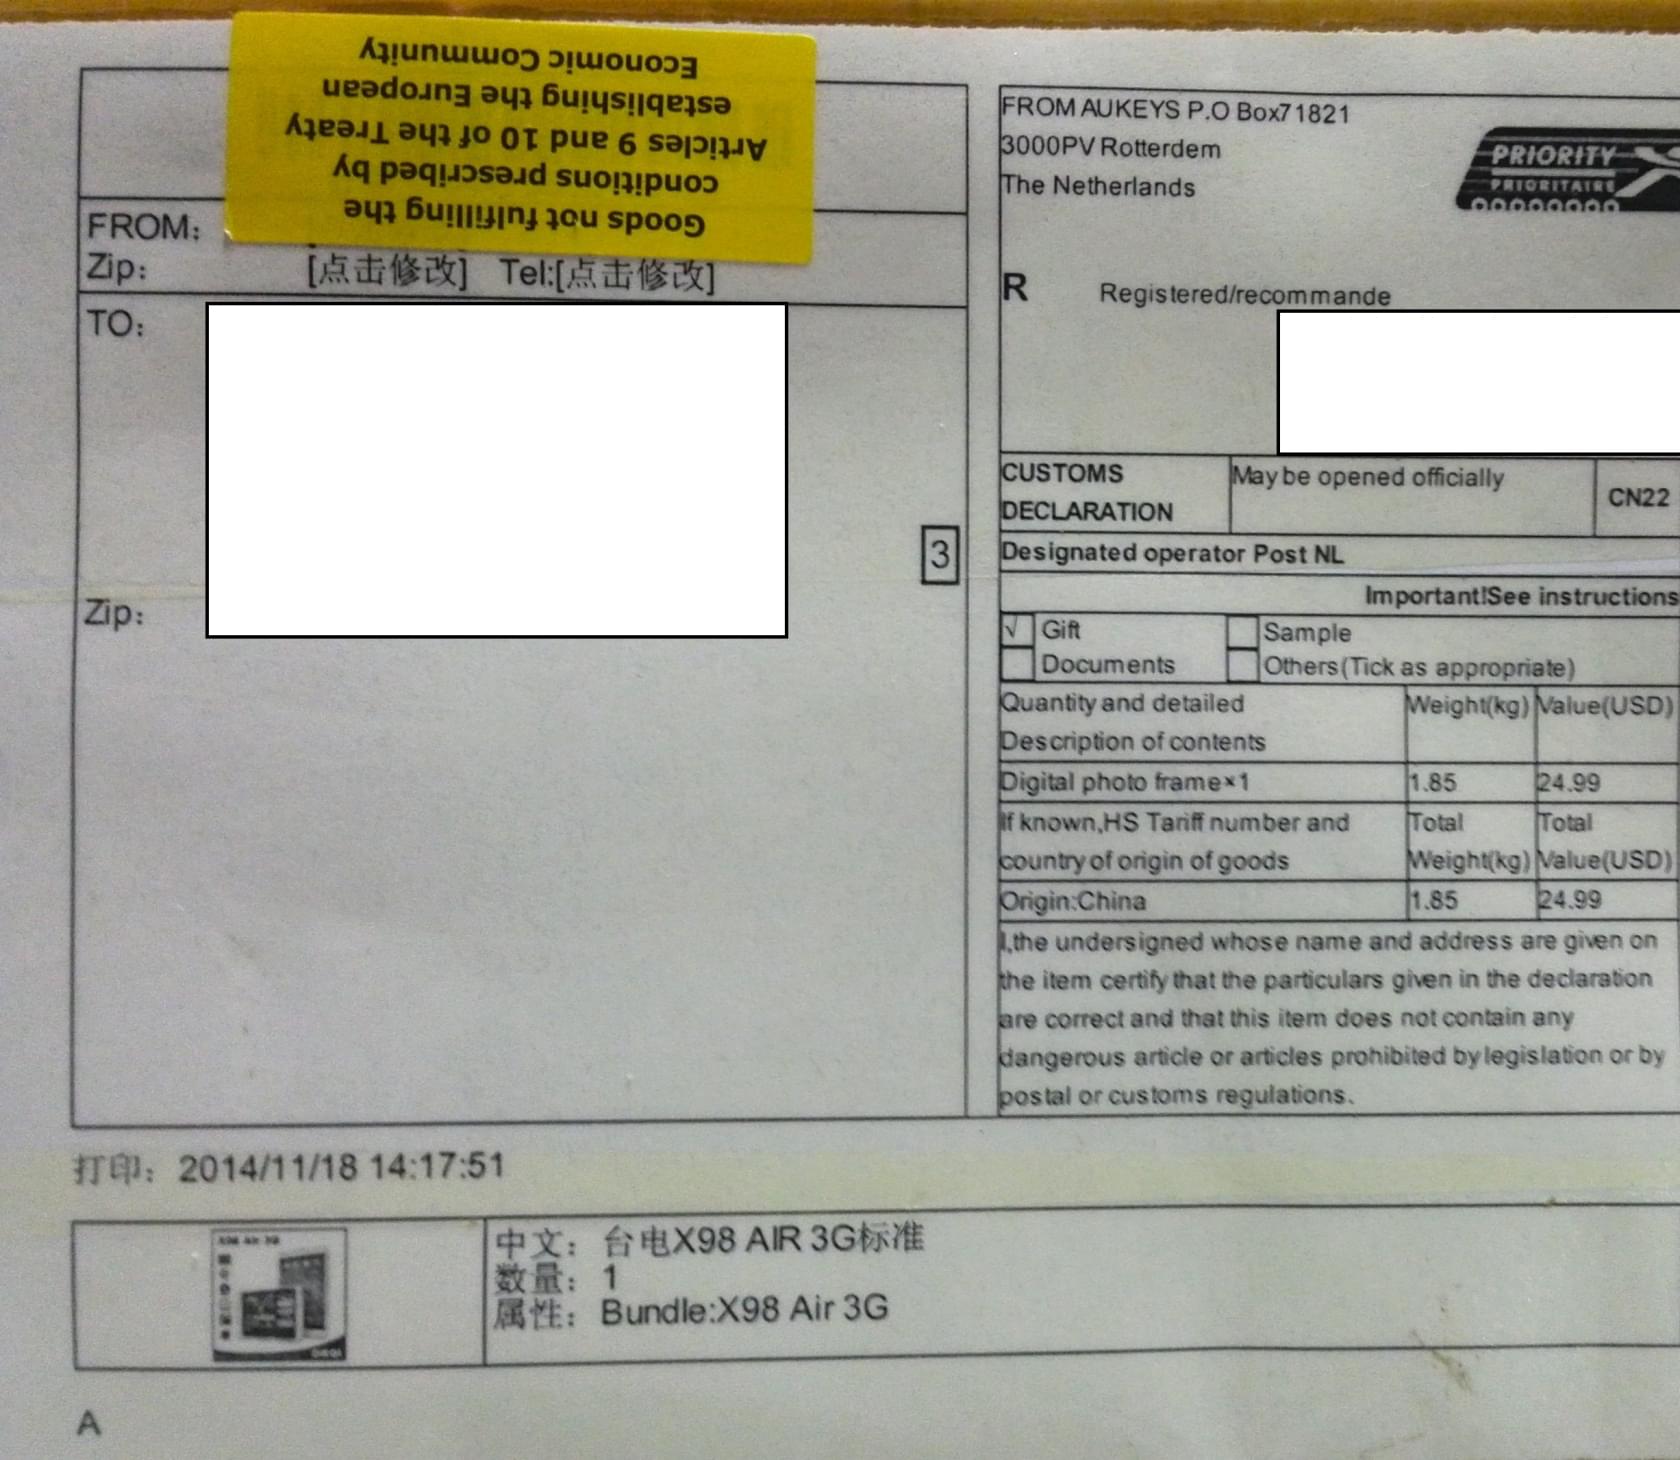 Goods not fulfilling the
conditions prescribed by
Articles 9 and 10 of the Treaty
establishing the European
Economic Community
FROM:
Zip: [点击修改] Tel:[点击修改]
TO:
Zip:
3
FROM AUKEYS P.O Box71821
3000PV Rotterdem
The Netherlands
PRIORITY
PRIORITAIRE
R Registered/recommande
CUSTOMS
DECLARATION
May be opened officially
CN22
Designated operator Post NL
Important!See instructions
√ Gift Sample
Documents Others(Tick as appropriate)
Quantity and detailed
Description of contents
Weight(kg) Value(USD)
Digital photo frame×1 1.85 24.99
If known,HS Tariff number and Total Total
country of origin of goods Weight(kg) Value(USD)
Origin:China 1.85 24.99
I,the undersigned whose name and address are given on
the item certify that the particulars given in the declaration
are correct and that this item does not contain any
dangerous article or articles prohibited by legislation or by
postal or customs regulations.
打印：2014/11/18 14:17:51
X98 Air 3G
中文：台电X98 AIR 3G标准
数量：1
属性：Bundle:X98 Air 3G
A